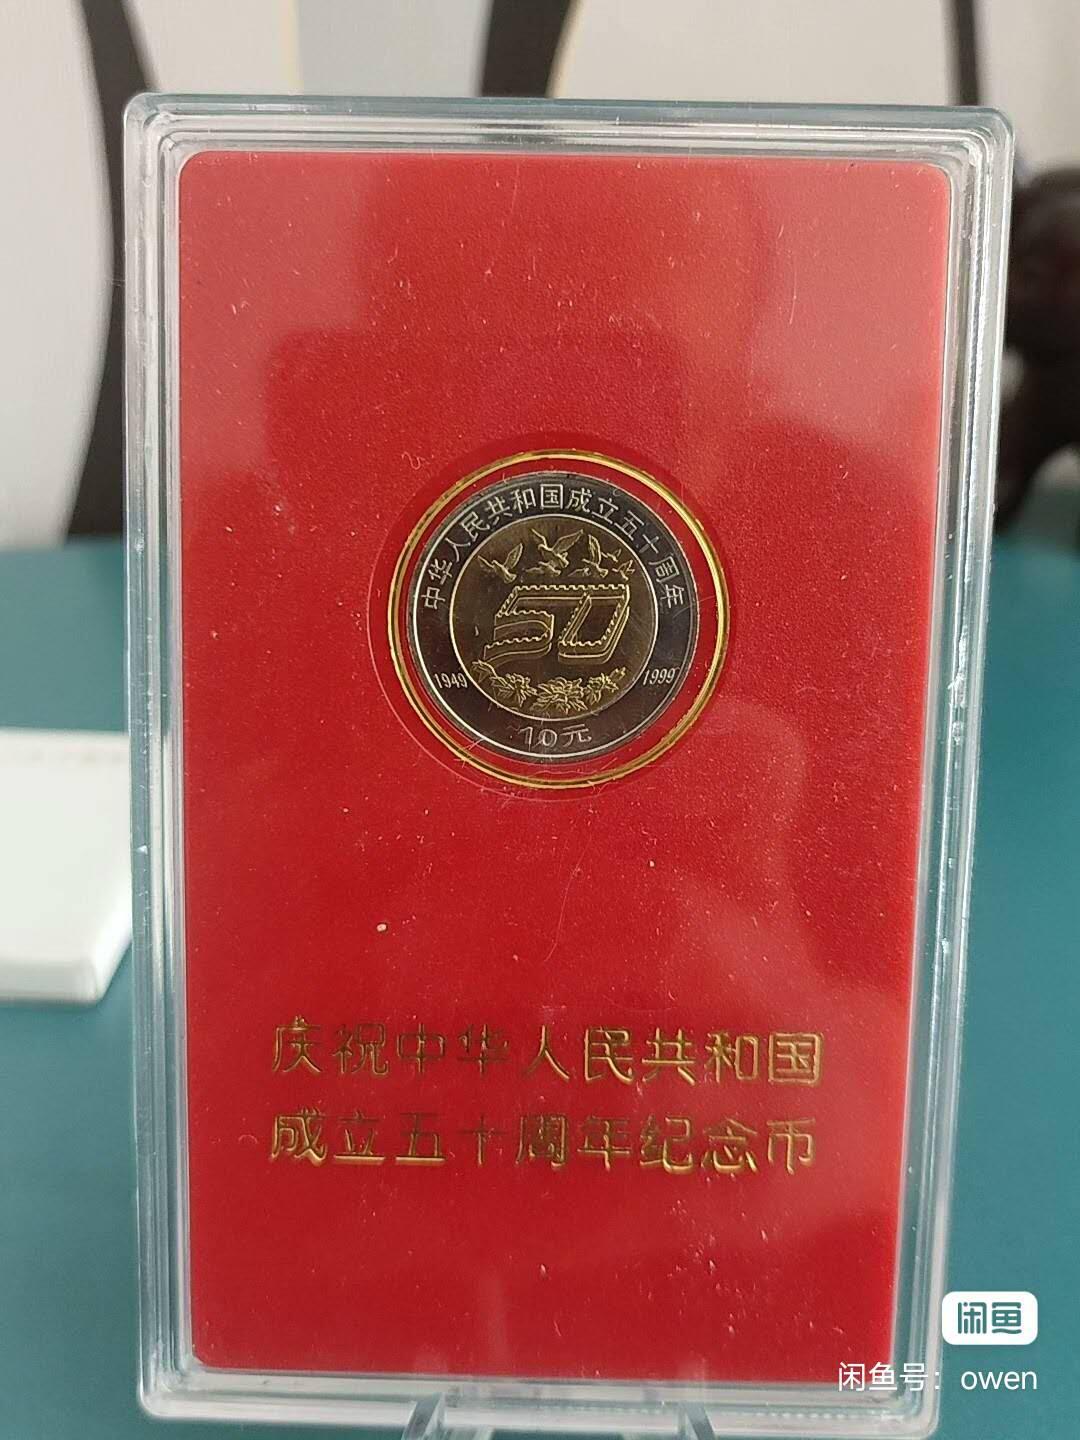 中华人民共和国成立五十周年
50
1949 1999
10元
庆祝中华人民共和国
成立五十周年纪念币
闲鱼
闲鱼号：owen